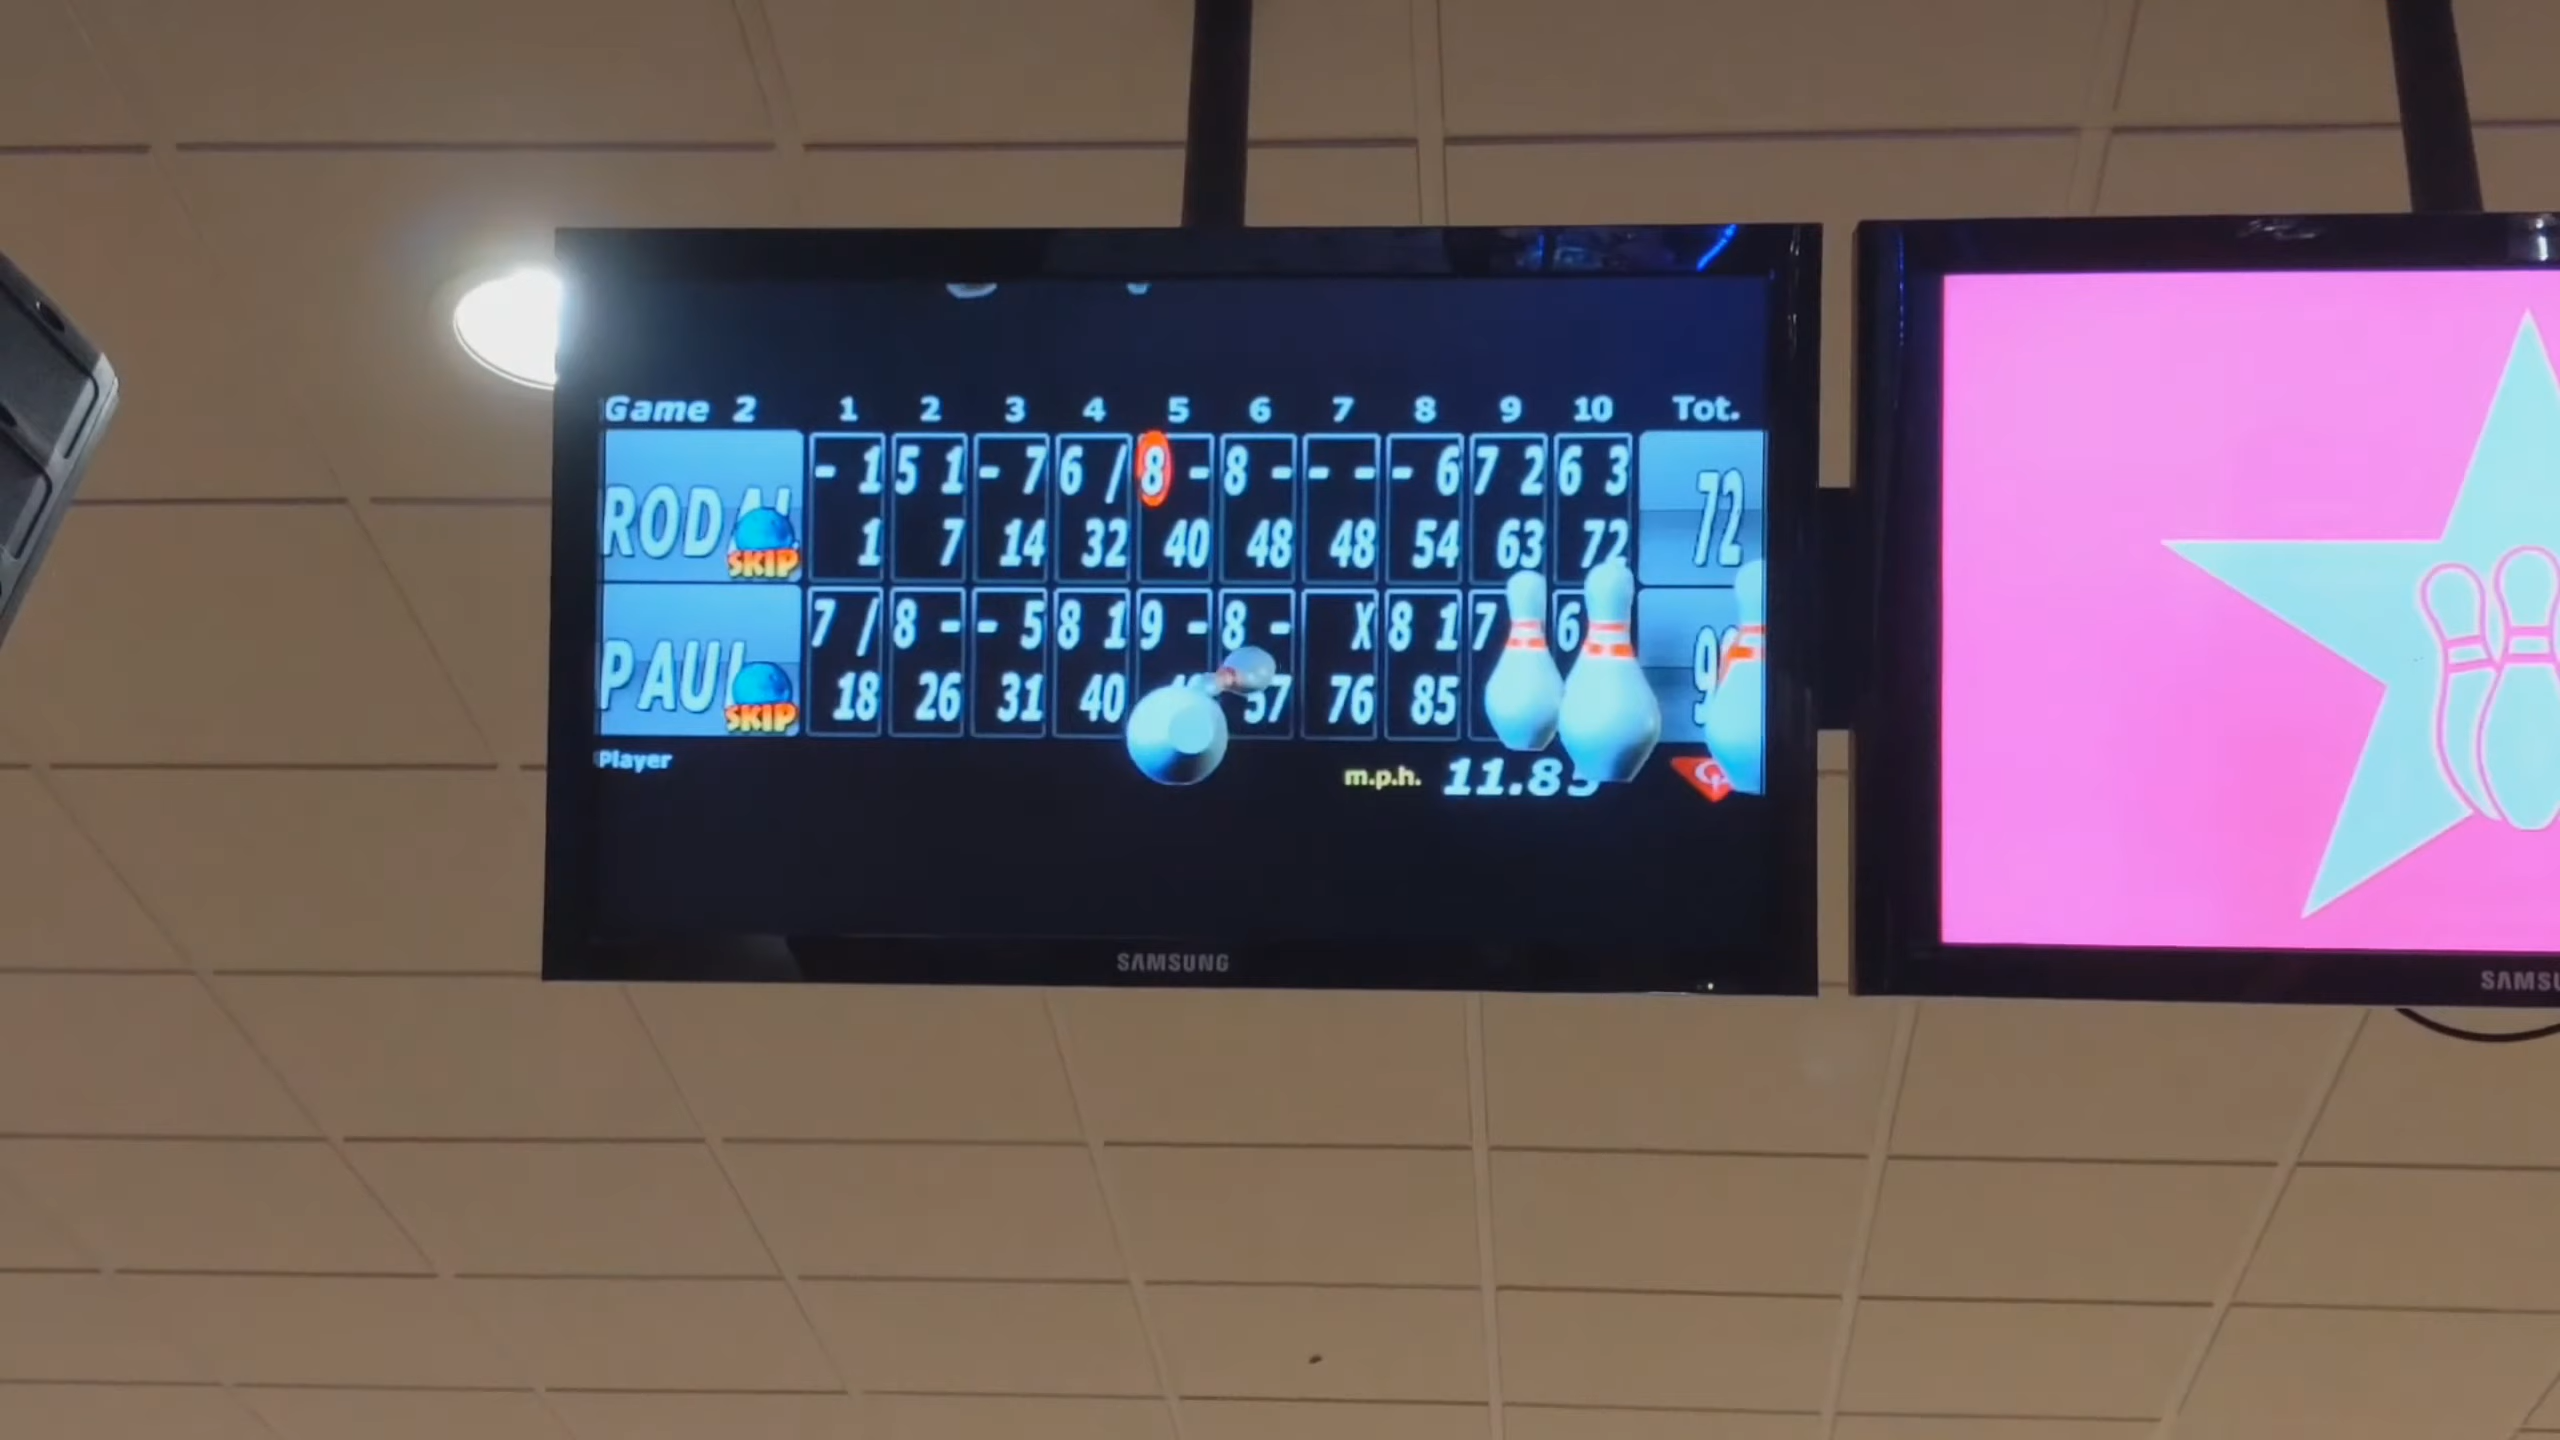 Game 2 1 2 3 4 5 6 7 8 9 10 Tot.
- 1 5 1 - 7 6 / 8 - 8 - - - - 6 7 2 6 3
SKIP 1 7 14 32 40 48 48 54 63 72 72
7 / 8 - - 5 8 1 9 - 8 - X 8 1 7 6
SKIP 18 26 31 40 57 76 85
Player m.p.h.
SAMSUNG